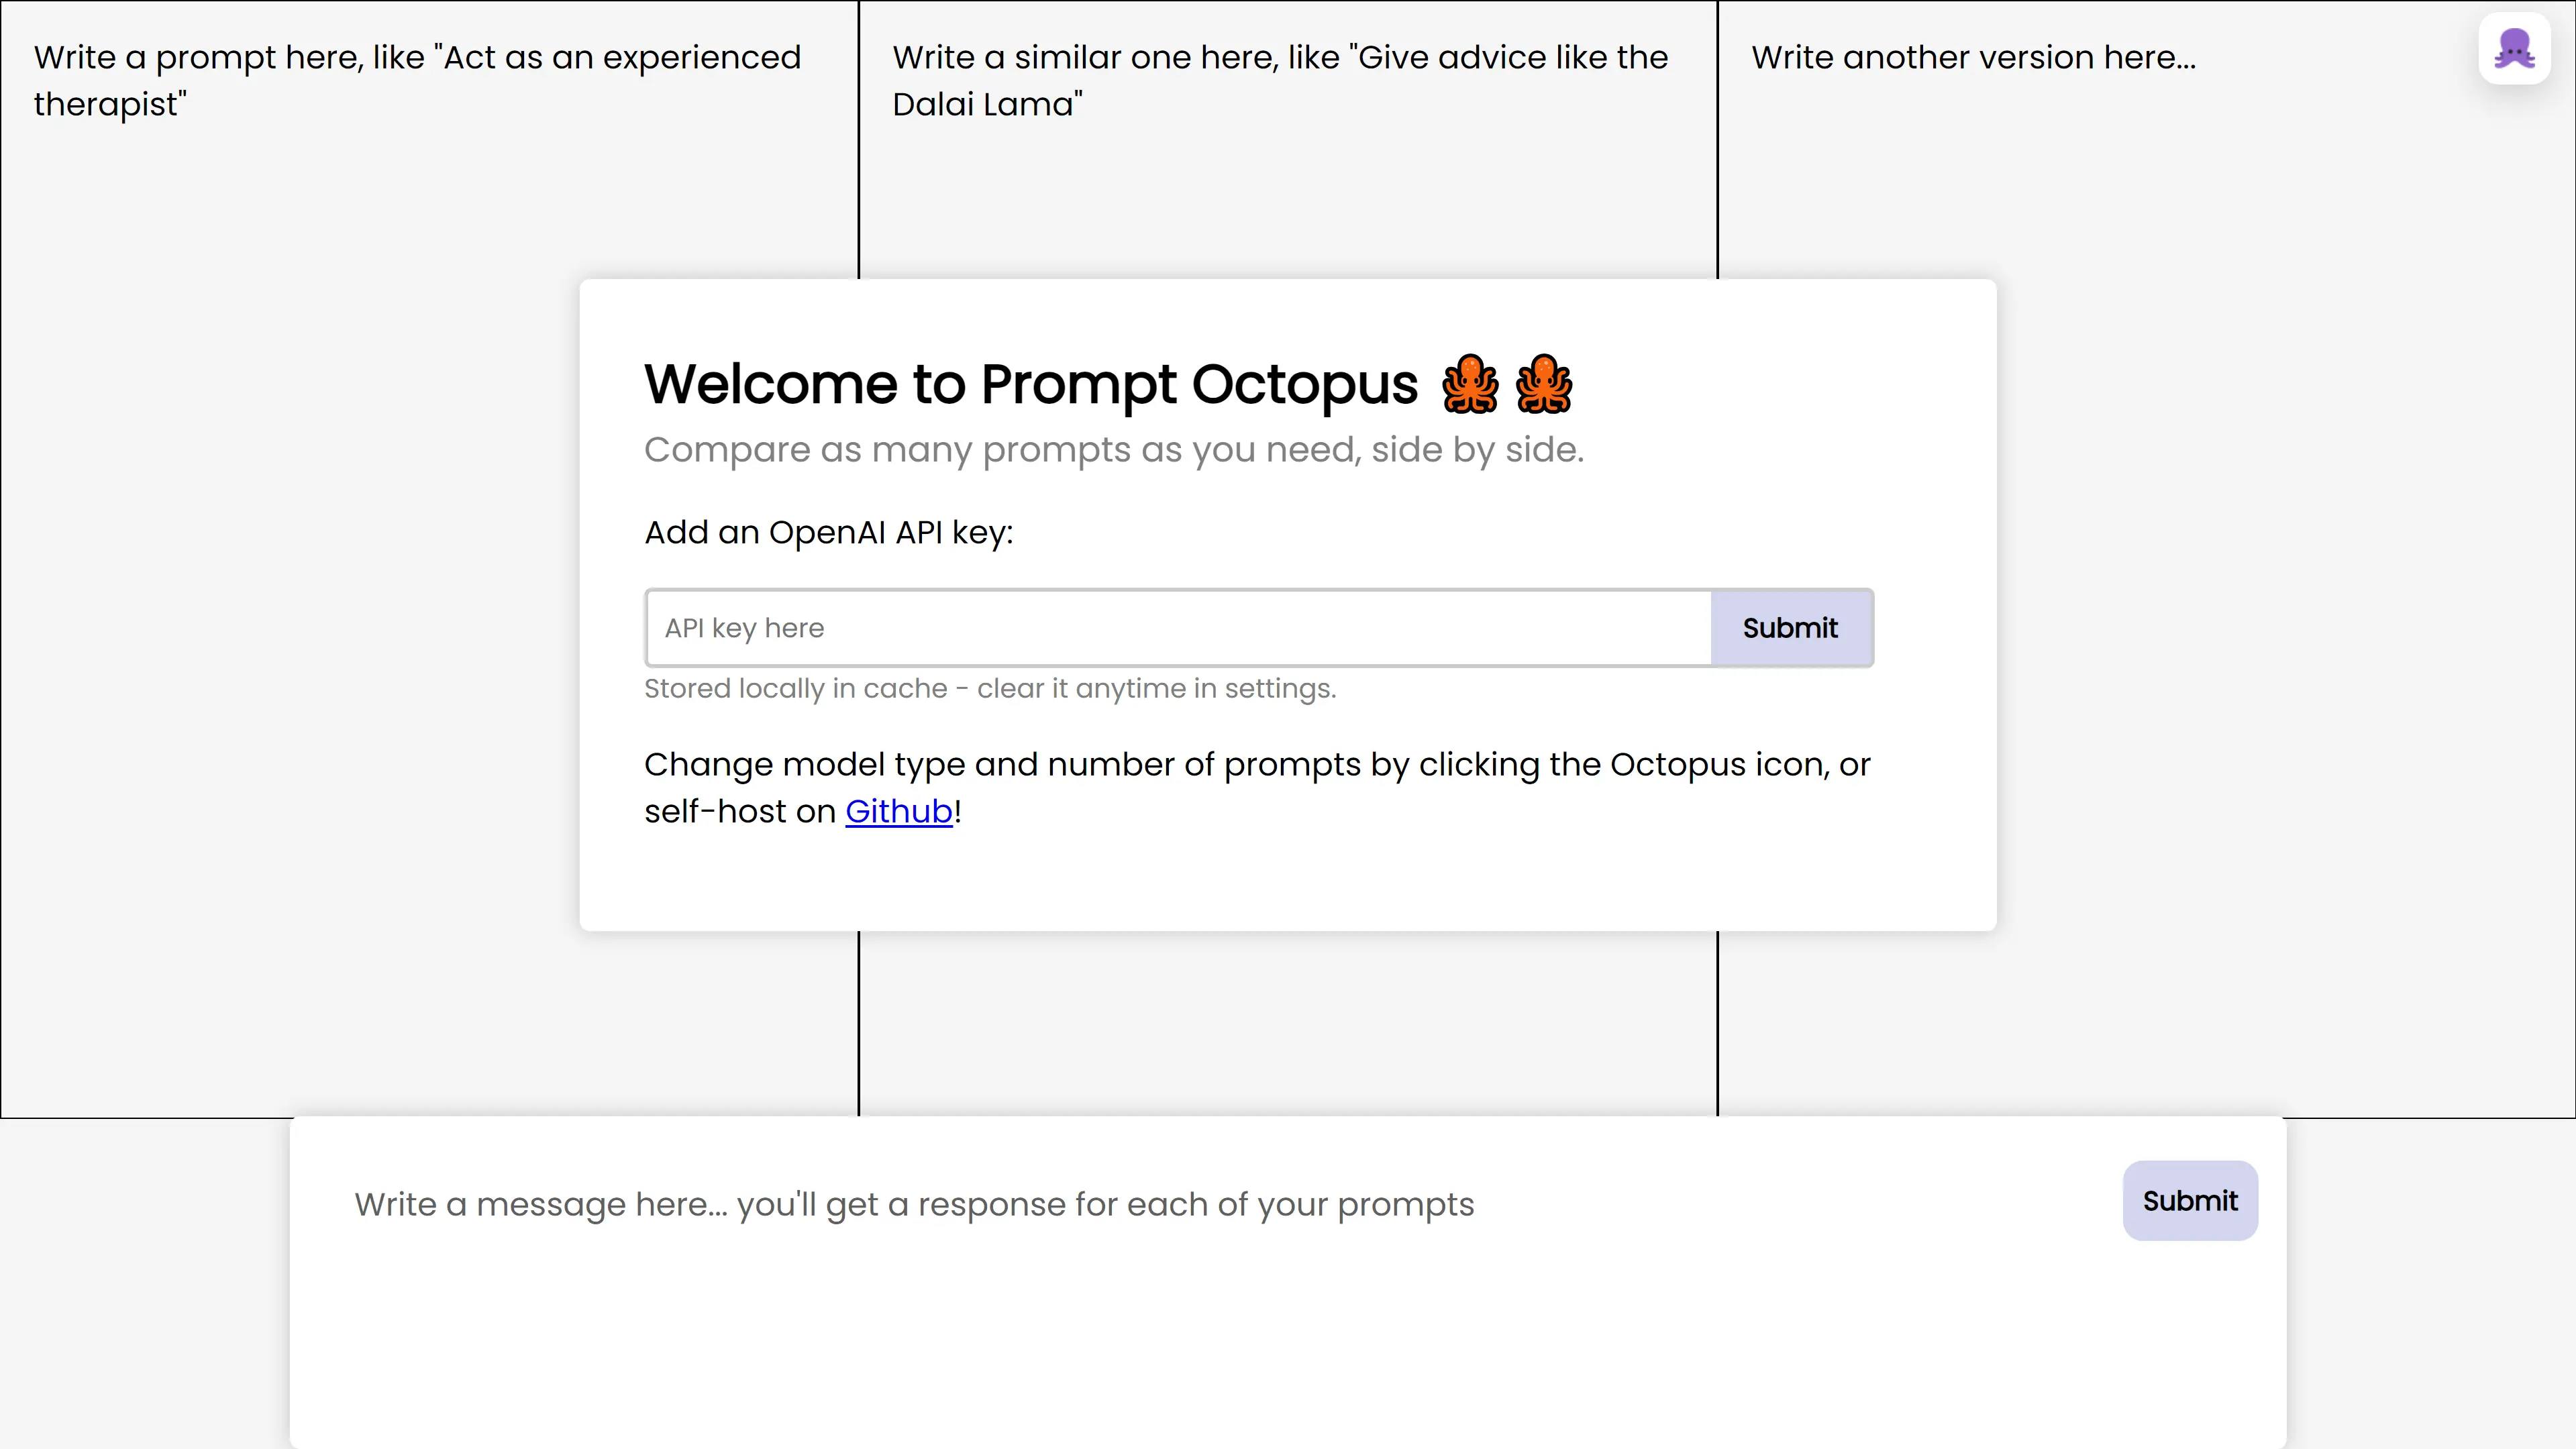 Write a prompt here, like "Act as an experienced
therapist"
Write a similar one here, like "Give advice like the
Dalai Lama"
Write another version here...
Welcome to Prompt Octopus
Compare as many prompts as you need, side by side.
Add an OpenAI API key:
API key here
Submit
Stored locally in cache - clear it anytime in settings.
Change model type and number of prompts by clicking the Octopus icon, or
self-host on Github!
Write a message here... you'll get a response for each of your prompts
Submit